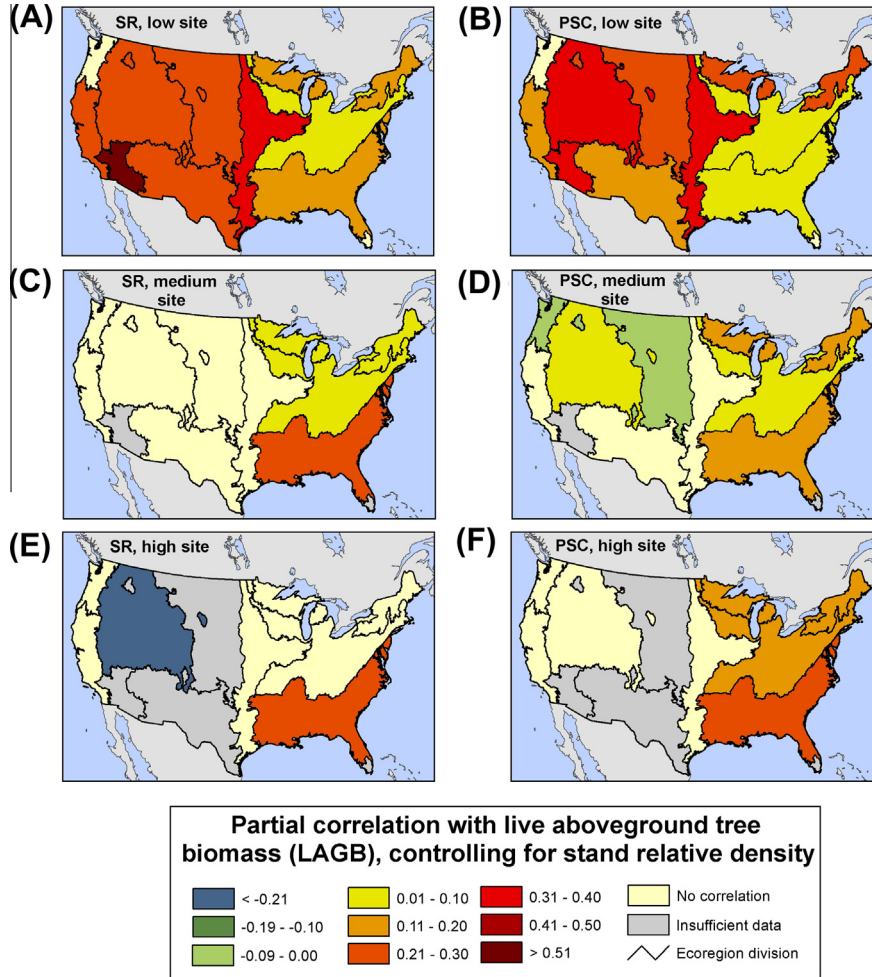 (A)
SR, low site
(B)
PSC, low site
(C)
SR, medium
site
(D)
PSC, medium
site
(E)
SR, high site
(F)
PSC, high site
Partial correlation with live aboveground tree
biomass (LAGB), controlling for stand relative density
< -0.21
-0.19 - -0.10
-0.09 - 0.00
0.01 - 0.10
0.11 - 0.20
0.21 - 0.30
0.31 - 0.40
0.41 - 0.50
> 0.51
No correlation
Insufficient data
Ecoregion division